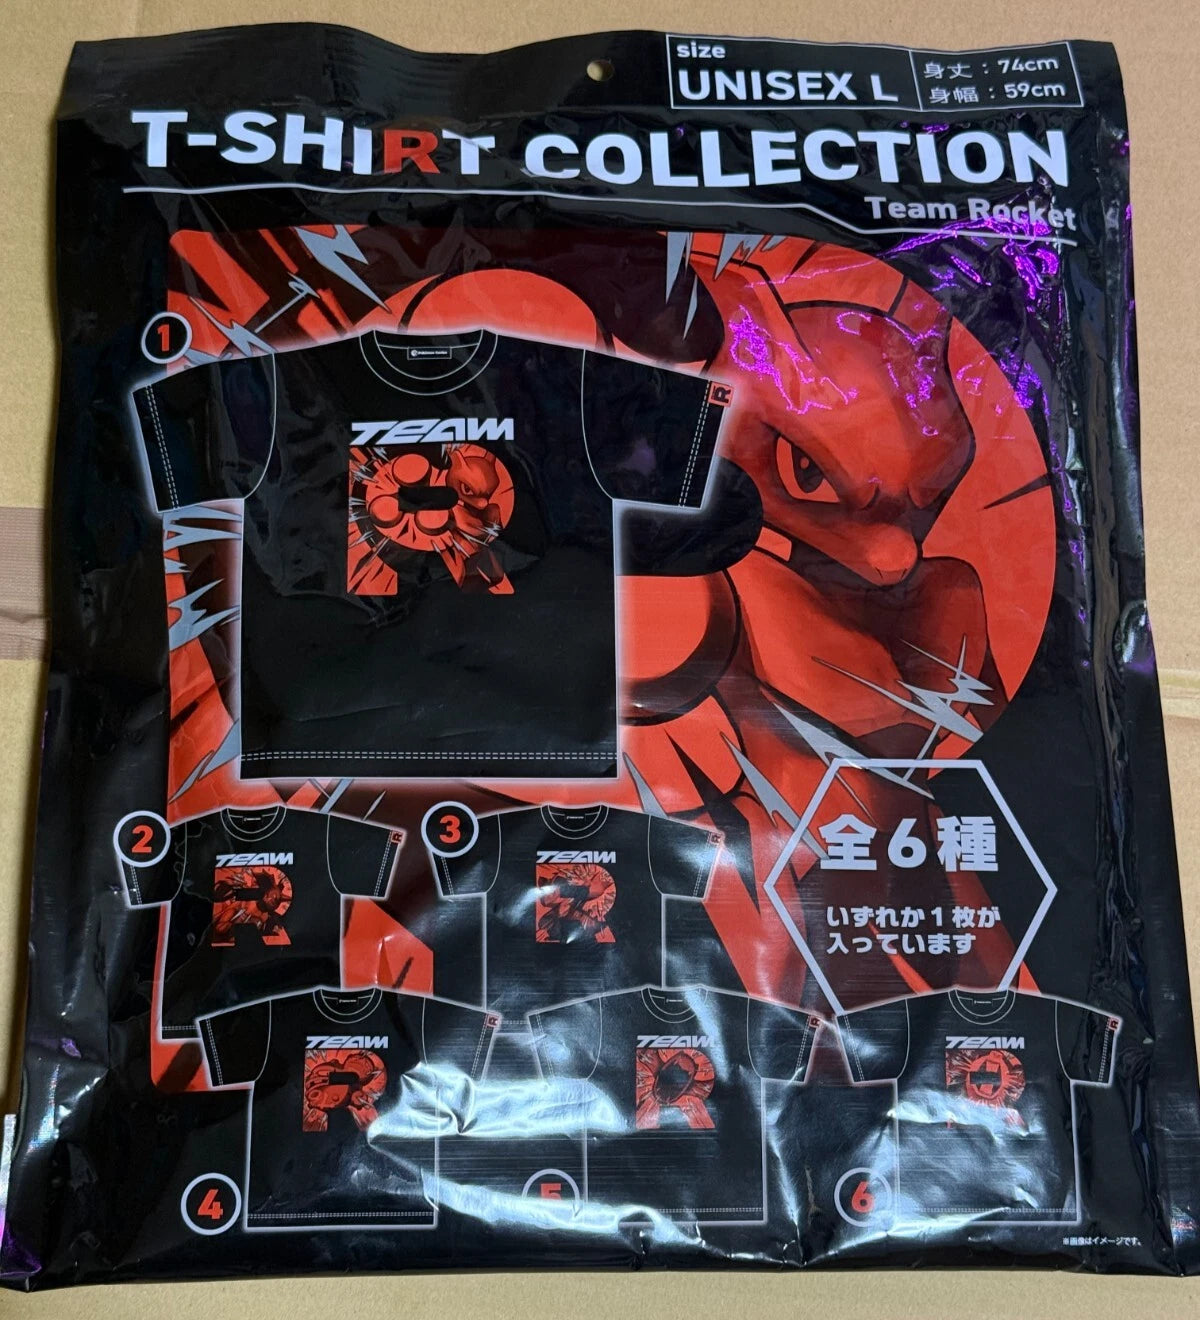 size
UNISEX L
身丈：74cm
身幅：59cm
T-SHIRT COLLECTION
Team Rocket
1
R
TEAM
R
2
R
TEAM
R
3
R
TEAM
R
全6種
いずれか1枚が
入っています
4
R
TEAM
R
5
R
TEAM
R
6
R
TEAM
R
※画像はイメージです。